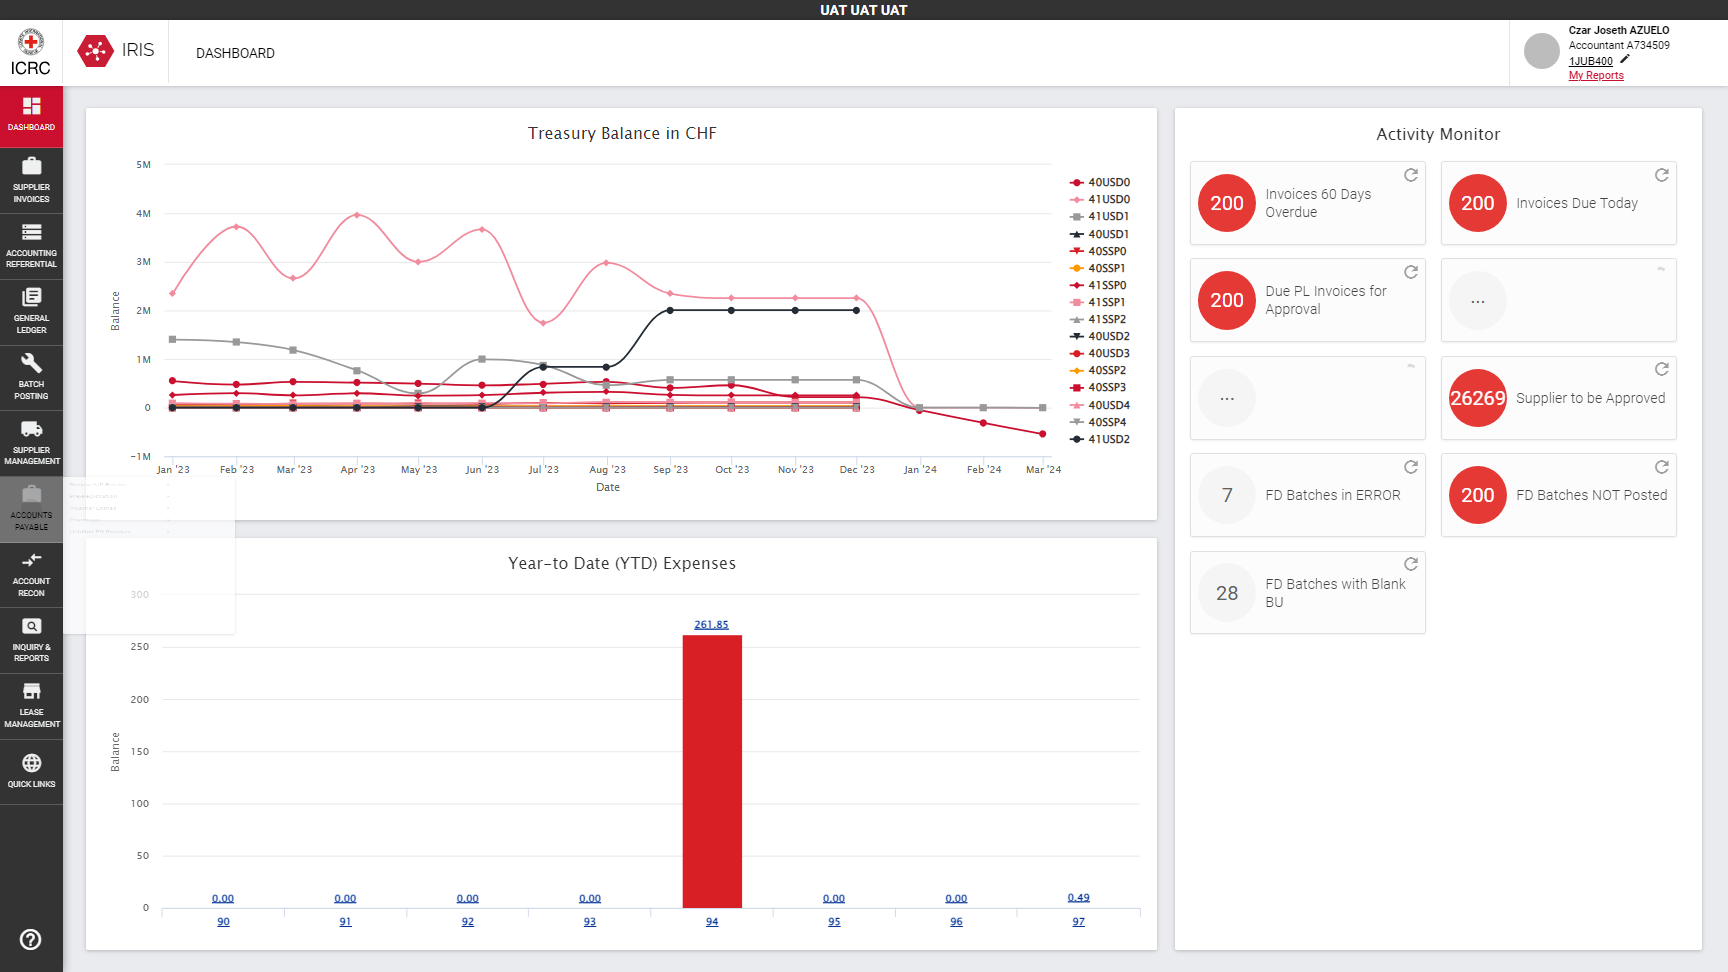 UAT UAT UAT
ICRC
IRIS
DASHBOARD
Czar Joseth AZUELO
Accountant A734509
1JUB400
My Reports
DASHBOARD
SUPPLIER
INVOICES
ACCOUNTING
REFERENTIAL
GENERAL
LEDGER
BATCH
POSTING
SUPPLIER
MANAGEMENT
ACCOUNTS
PAYABLE
ACCOUNT
RECON
INQUIRY &
REPORTS
LEASE
MANAGEMENT
QUICK LINKS
Treasury Balance in CHF
Balance
5M
4M
3M
2M
1M
0
−1M
Jan '23 Feb '23 Mar '23 Apr '23 May '23 Jun '23 Jul '23 Aug '23 Sep '23 Oct '23 Nov '23 Dec '23 Jan '24 Feb '24 Mar '24
Date
40USD0
41USD0
41USD1
40USD1
40SSP0
40SSP1
41SSP0
41SSP1
41SSP2
40USD2
40USD3
40SSP2
40SSP3
40USD4
40SSP4
41USD2
Year-to Date (YTD) Expenses
Balance
300
250
200
150
100
50
0
0.00 0.00 0.00 0.00 261.85 0.00 0.00 0.49
90 91 92 93 94 95 96 97
Activity Monitor
200 Invoices 60 Days
Overdue
200 Invoices Due Today
200 Due PL Invoices for
Approval
...
...
26269 Supplier to be Approved
7 FD Batches in ERROR
200 FD Batches NOT Posted
28 FD Batches with Blank
BU